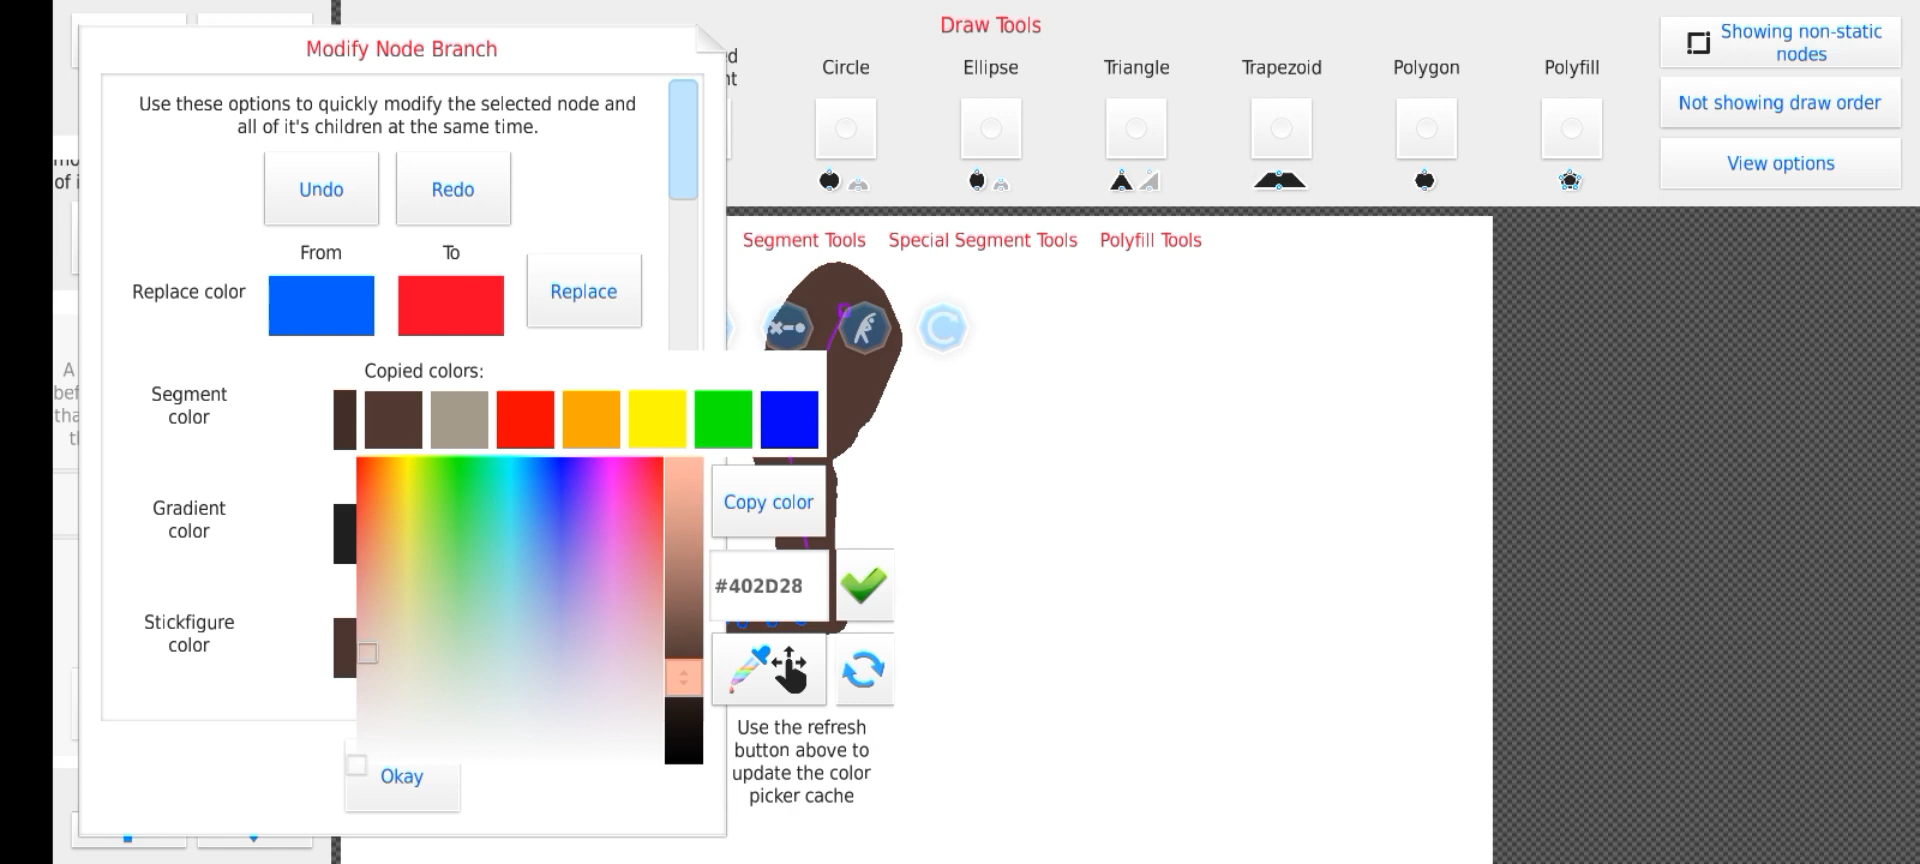 Draw Tools
Showing non-static
nodes
Modify Node Branch
Circle
Ellipse
Triangle
Trapezoid
Polygon
Polyfill
Not showing draw order
View options
Use these options to quickly modify the selected node and
all of it's children at the same time.
Undo
Redo
From
To
Replace color
Replace
Segment Tools
Special Segment Tools
Polyfill Tools
Copied colors:
Segment
color
Gradient
color
Copy color
#402D28
Stickfigure
color
Use the refresh
button above to
update the color
picker cache
Okay
of
A